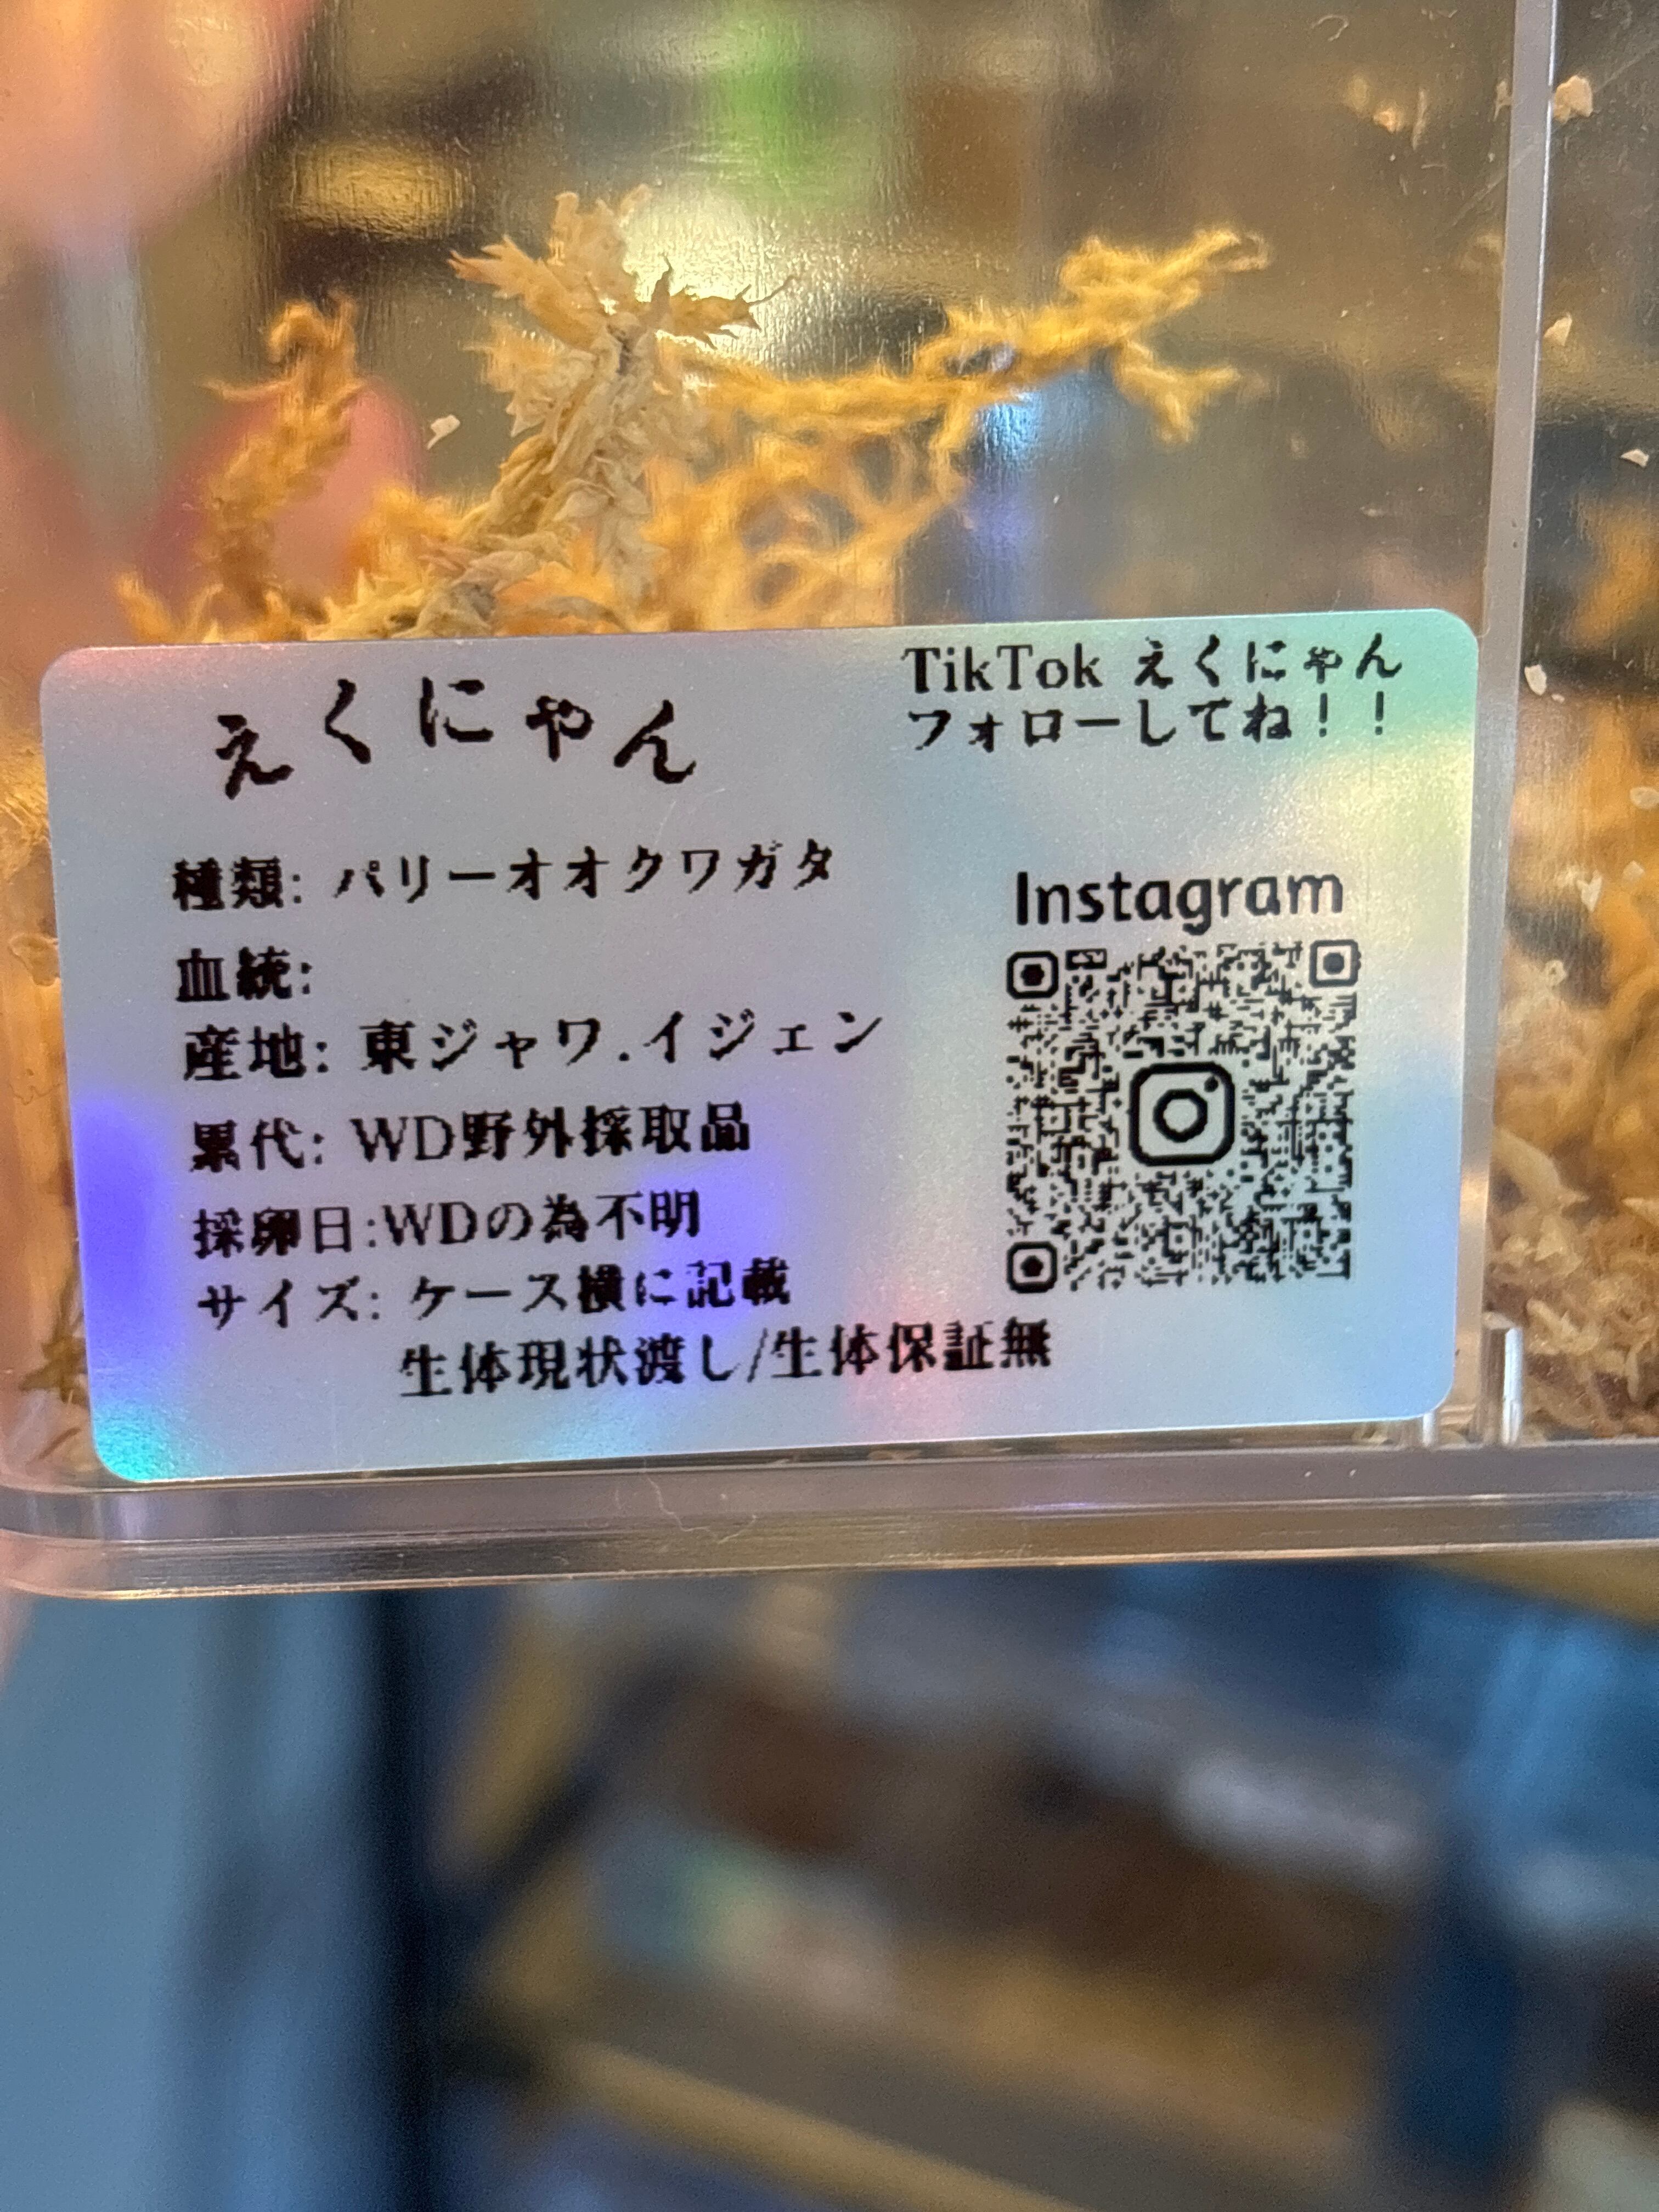 えくにゃん
TikTok えくにゃん
フォローしてね！！
種類: パリーオオクワガタ
血統:
産地: 東ジャワ.イジェン
累代: WD野外採取品
採卵日:WDの為不明
サイズ: ケース横に記載
生体現状渡し/生体保証無
Instagram